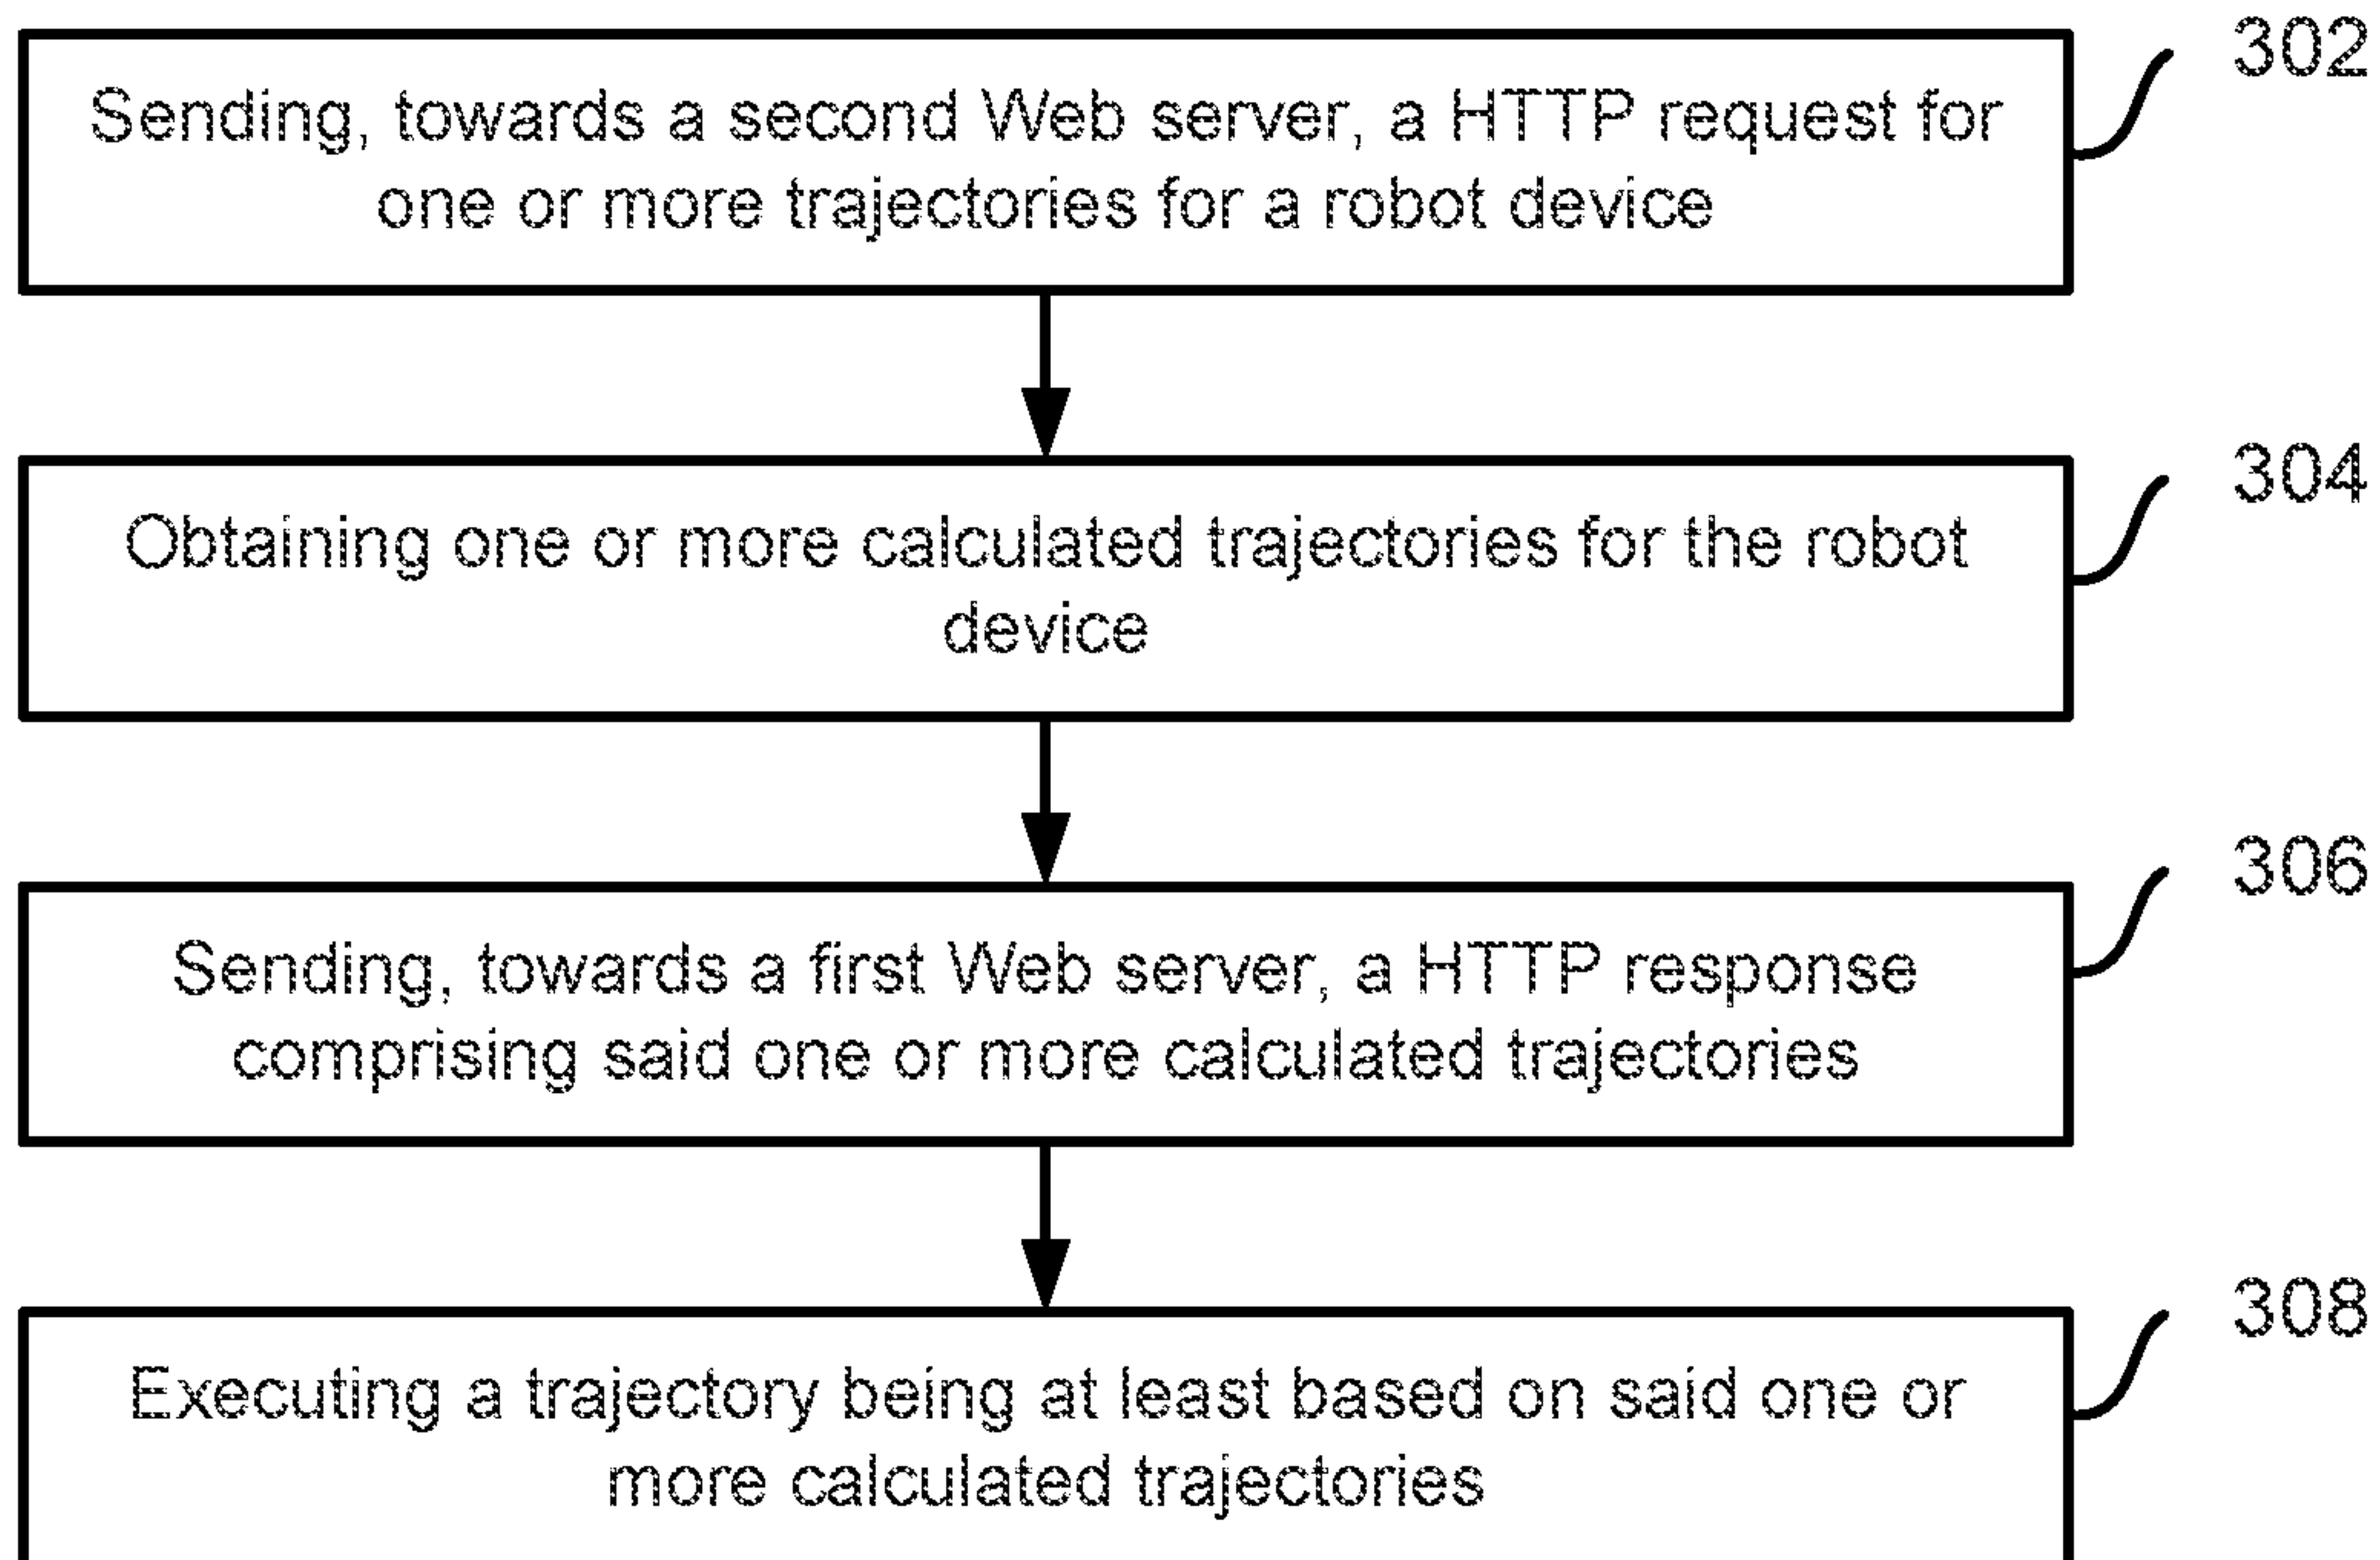 302
Sending, towards a second Web server, a HTTP request for
one or more trajectories for a robot device
304
Obtaining one or more calculated trajectories for the robot
device
306
Sending, towards a first Web server, a HTTP response
comprising said one or more calculated trajectories
308
Executing a trajectory being at least based on said one or
more calculated trajectories